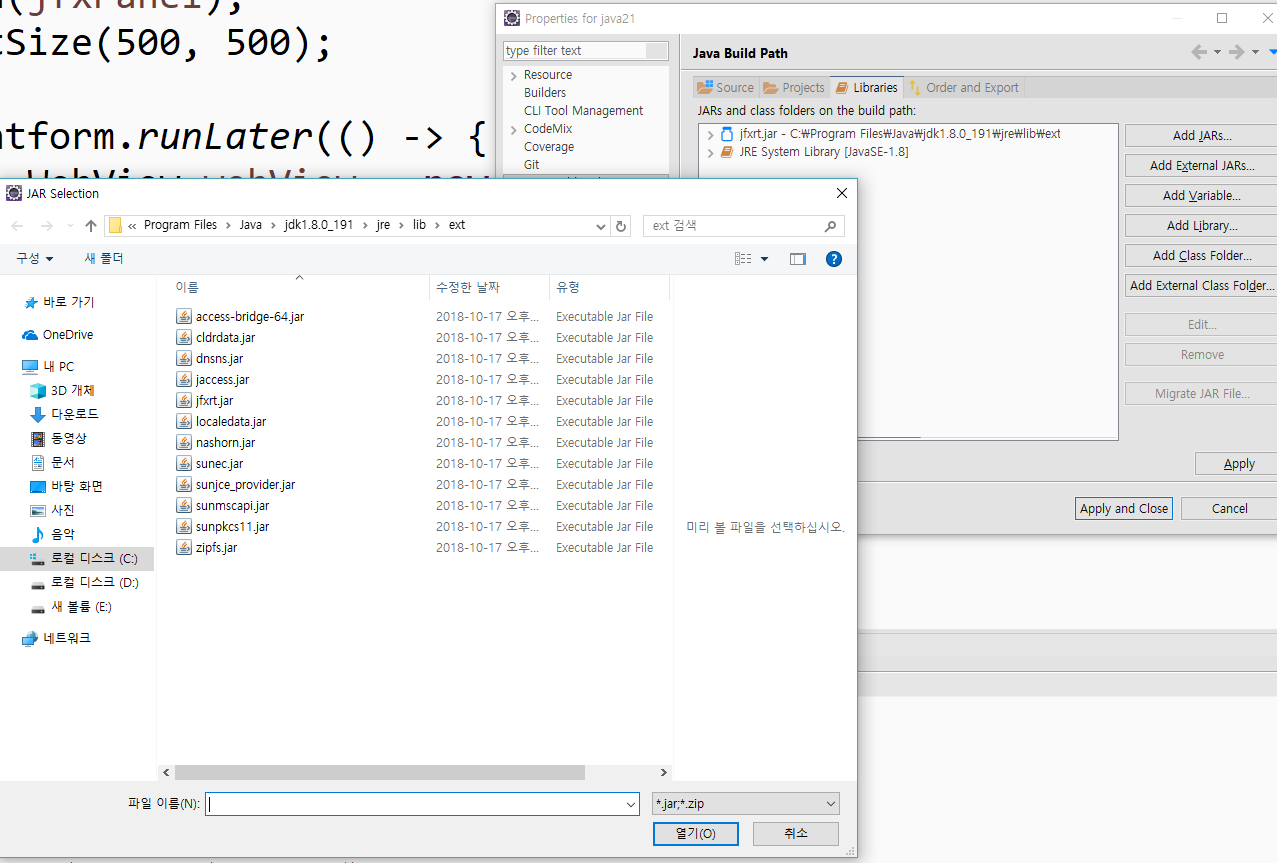 (jfxPanel);
tSize(500, 500);
atform.runLater(() -> {
WebView webView = new
Properties for java21
type filter text
Resource
Builders
CLI Tool Management
CodeMix
Coverage
Git
Java Build Path
Source
Projects
Libraries
Order and Export
JARs and class folders on the build path:
jfxrt.jar - C:₩Program Files₩Java₩jdk1.8.0_191₩jre₩lib₩ext
JRE System Library [JavaSE-1.8]
Add JARs...
Add External JARs...
Add Variable...
Add Library...
Add Class Folder...
Add External Class Folder...
Edit...
Remove
Migrate JAR File...
Apply
Apply and Close
Cancel
JAR Selection
« Program Files › Java › jdk1.8.0_191 › jre › lib › ext
ext 검색
구성
새 폴더
바로 가기
OneDrive
내 PC
3D 개체
다운로드
동영상
문서
바탕 화면
사진
음악
로컬 디스크 (C:)
로컬 디스크 (D:)
새 볼륨 (E:)
네트워크
이름 수정한 날짜 유형
access-bridge-64.jar 2018-10-17 오후... Executable Jar File
cldrdata.jar 2018-10-17 오후... Executable Jar File
dnsns.jar 2018-10-17 오후... Executable Jar File
jaccess.jar 2018-10-17 오후... Executable Jar File
jfxrt.jar 2018-10-17 오후... Executable Jar File
localedata.jar 2018-10-17 오후... Executable Jar File
nashorn.jar 2018-10-17 오후... Executable Jar File
sunec.jar 2018-10-17 오후... Executable Jar File
sunjce_provider.jar 2018-10-17 오후... Executable Jar File
sunmscapi.jar 2018-10-17 오후... Executable Jar File
sunpkcs11.jar 2018-10-17 오후... Executable Jar File
zipfs.jar 2018-10-17 오후... Executable Jar File
미리 볼 파일을 선택하십시오.
파일 이름(N):
*.jar;*.zip
열기(O)
취소